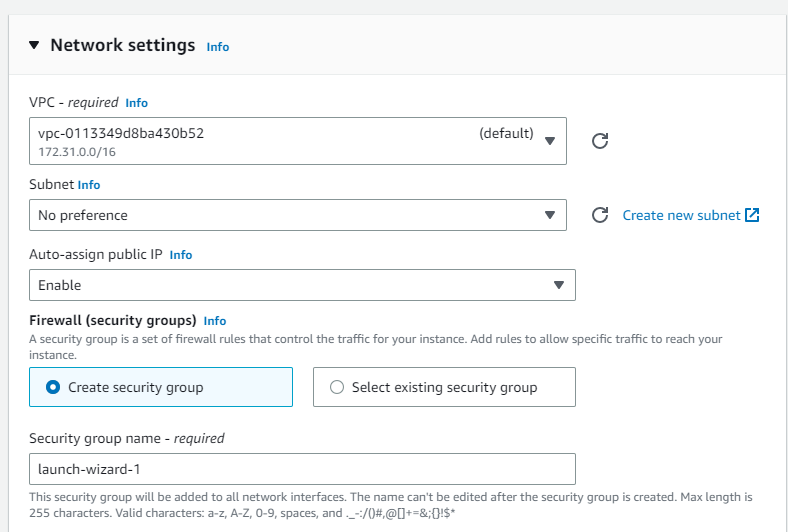 Network settings Info
VPC - required Info
vpc-0113349d8ba430b52 (default)
172.31.0.0/16
Subnet Info
No preference
Create new subnet
Auto-assign public IP Info
Enable
Firewall (security groups) Info
A security group is a set of firewall rules that control the traffic for your instance. Add rules to allow specific traffic to reach your
instance.
Create security group
Select existing security group
Security group name - required
launch-wizard-1
This security group will be added to all network interfaces. The name can't be edited after the security group is created. Max length is
255 characters. Valid characters: a-z, A-Z, 0-9, spaces, and ._-:/()#,@[]+=&;{}!$*